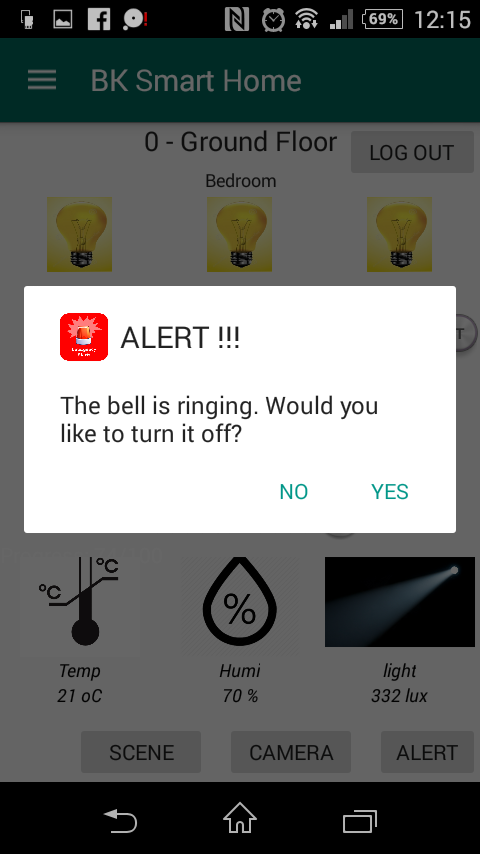 69%
12:15
BK Smart Home
0 - Ground Floor
LOG OUT
Bedroom
T
ALERT !!!
The bell is ringing. Would you
like to turn it off?
NO
YES
°C
°C
%
Temp
Humi
light
21 oC
70 %
332 lux
SCENE
CAMERA
ALERT